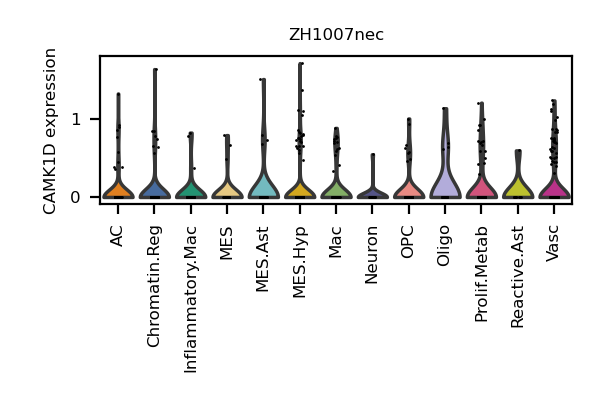 ZH1007nec
CAMK1D expression
1
0
AC
Chromatin.Reg
Inflammatory.Mac
MES
MES.Ast
MES.Hyp
Mac
Neuron
OPC
Oligo
Prolif.Metab
Reactive.Ast
Vasc